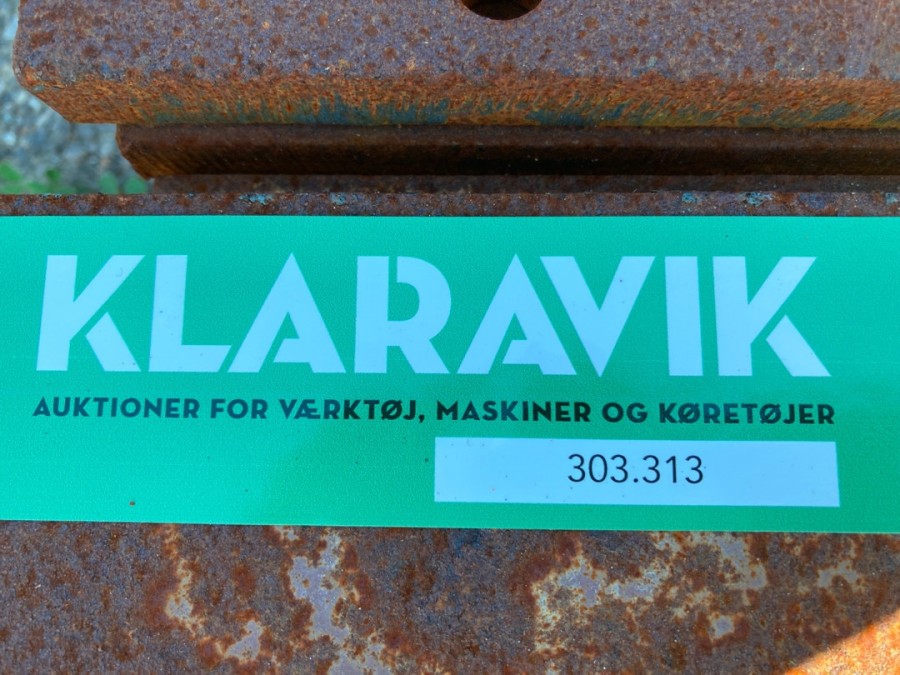 KLARAVIK
AUKTIONER FOR VÆRKTØJ, MASKINER OG KØRETØJER
303.313